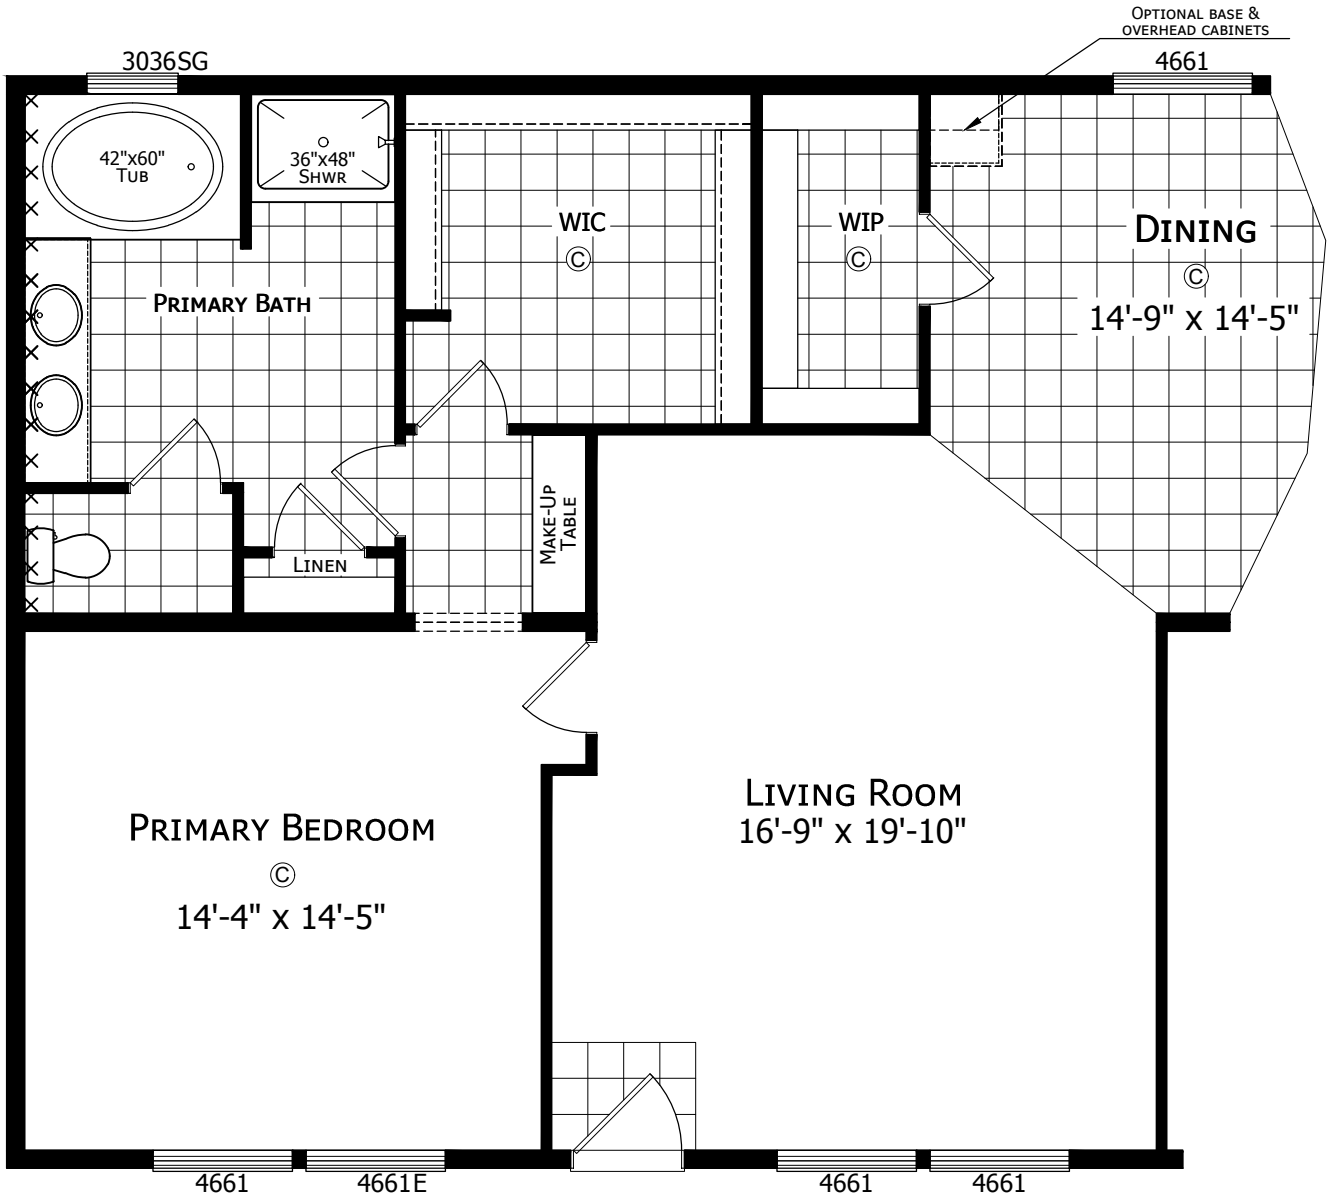 OPTIONAL BASE &
OVERHEAD CABINETS
3036SG
4661
42"x60"
TUB
36"x48"
SHWR
WIC
C
WIP
C
DINING
C
14'-9" x 14'-5"
PRIMARY BATH
MAKE-UP
TABLE
LINEN
LIVING ROOM
16'-9" x 19'-10"
PRIMARY BEDROOM
C
14'-4" x 14'-5"
4661
4661E
4661
4661